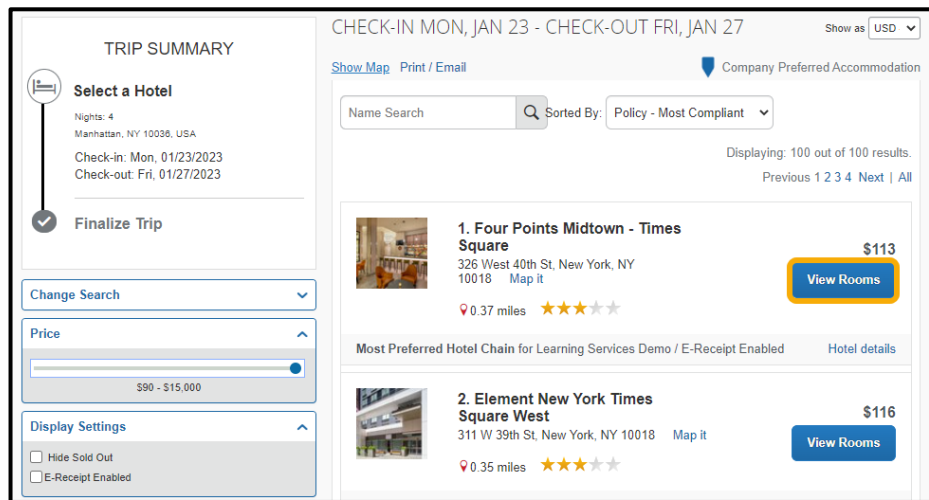 TRIP SUMMARY
Select a Hotel
Nights: 4
Manhattan, NY 10036, USA
Check-in: Mon, 01/23/2023
Check-out: Fri, 01/27/2023
Finalize Trip
Change Search
Price
$90 - $15,000
Display Settings
Hide Sold Out
E-Receipt Enabled
CHECK-IN MON, JAN 23 - CHECK-OUT FRI, JAN 27
Show as USD
Show Map Print / Email
Company Preferred Accommodation
Name Search
Sorted By: Policy - Most Compliant
Displaying: 100 out of 100 results.
Previous 1 2 3 4 Next | All
1. Four Points Midtown - Times
Square
326 West 40th St, New York, NY
10018 Map it
0.37 miles
$113
View Rooms
Most Preferred Hotel Chain for Learning Services Demo / E-Receipt Enabled
Hotel details
2. Element New York Times
Square West
311 W 39th St, New York, NY 10018 Map it
0.35 miles
$116
View Rooms